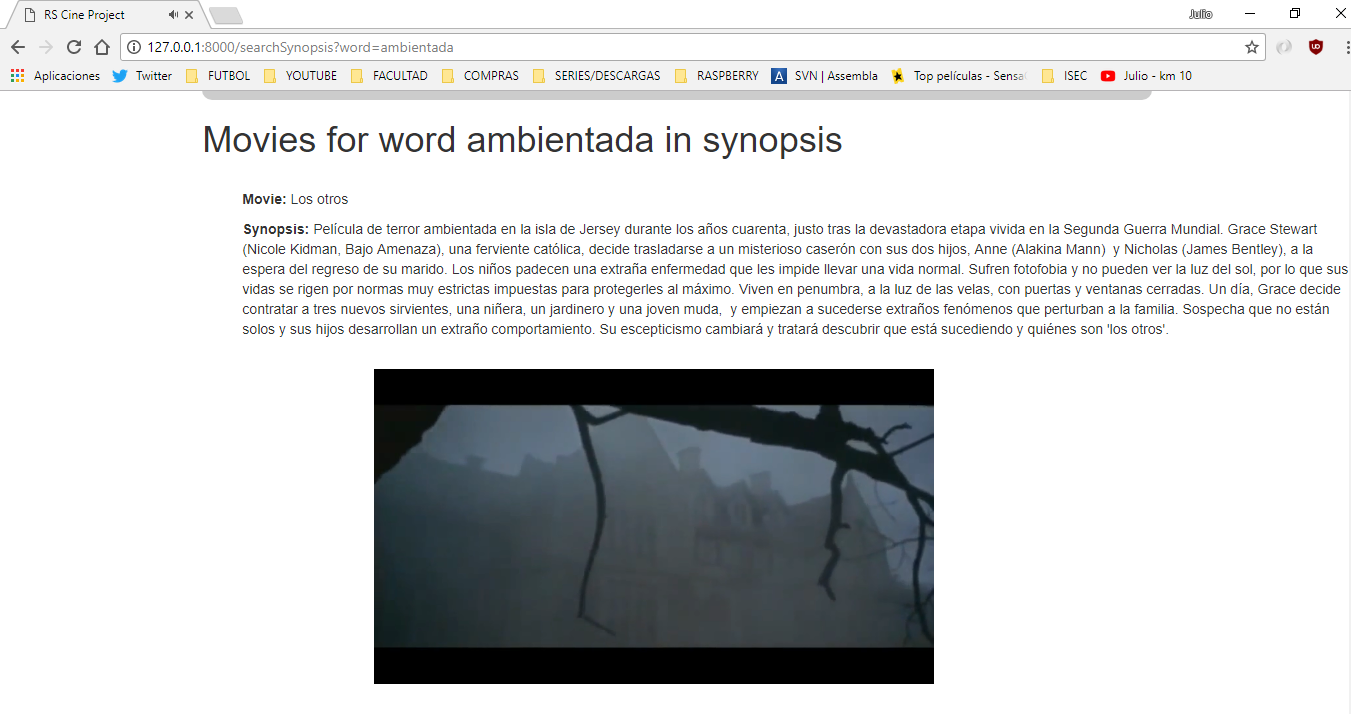 RS Cine Project
Julio
127.0.0.1:8000/searchSynopsis?word=ambientada
Aplicaciones Twitter FUTBOL YOUTUBE FACULTAD COMPRAS SERIES/DESCARGAS RASPBERRY A SVN | Assembla Top películas - Sensa ISEC Julio - km 10
Movies for word ambientada in synopsis
Movie: Los otros
Synopsis: Película de terror ambientada en la isla de Jersey durante los años cuarenta, justo tras la devastadora etapa vivida en la Segunda Guerra Mundial. Grace Stewart
(Nicole Kidman, Bajo Amenaza), una ferviente católica, decide trasladarse a un misterioso caserón con sus dos hijos, Anne (Alakina Mann) y Nicholas (James Bentley), a la
espera del regreso de su marido. Los niños padecen una extraña enfermedad que les impide llevar una vida normal. Sufren fotofobia y no pueden ver la luz del sol, por lo que sus
vidas se rigen por normas muy estrictas impuestas para protegerles al máximo. Viven en penumbra, a la luz de las velas, con puertas y ventanas cerradas. Un día, Grace decide
contratar a tres nuevos sirvientes, una niñera, un jardinero y una joven muda, y empiezan a sucederse extraños fenómenos que perturban a la familia. Sospecha que no están
solos y sus hijos desarrollan un extraño comportamiento. Su escepticismo cambiará y tratará descubrir que está sucediendo y quiénes son 'los otros'.